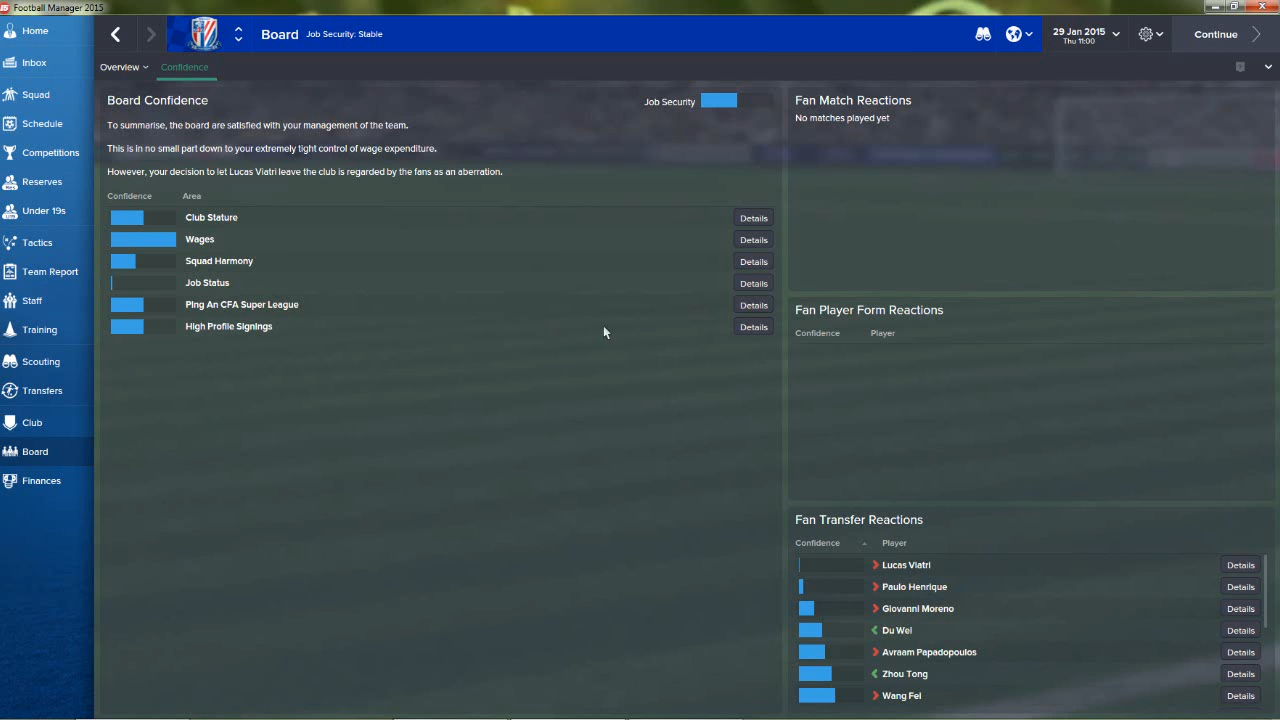 Football Manager 2015
Home
Inbox
Squad
Schedule
Competitions
Reserves
Under 19s
Tactics
Team Report
Staff
Training
Scouting
Transfers
Club
Board
Finances
Board Job Security: Stable
29 Jan 2015
Thu 11:00
Continue
Overview Confidence
Board Confidence
Job Security
To summarise, the board are satisfied with your management of the team.
This is in no small part down to your extremely tight control of wage expenditure.
However, your decision to let Lucas Viatri leave the club is regarded by the fans as an aberration.
Confidence Area
Club Stature Details
Wages Details
Squad Harmony Details
Job Status Details
Ping An CFA Super League Details
High Profile Signings Details
Fan Match Reactions
No matches played yet
Fan Player Form Reactions
Confidence Player
Fan Transfer Reactions
Confidence Player
Lucas Viatri Details
Paulo Henrique Details
Giovanni Moreno Details
Du Wei Details
Avraam Papadopoulos Details
Zhou Tong Details
Wang Fei Details